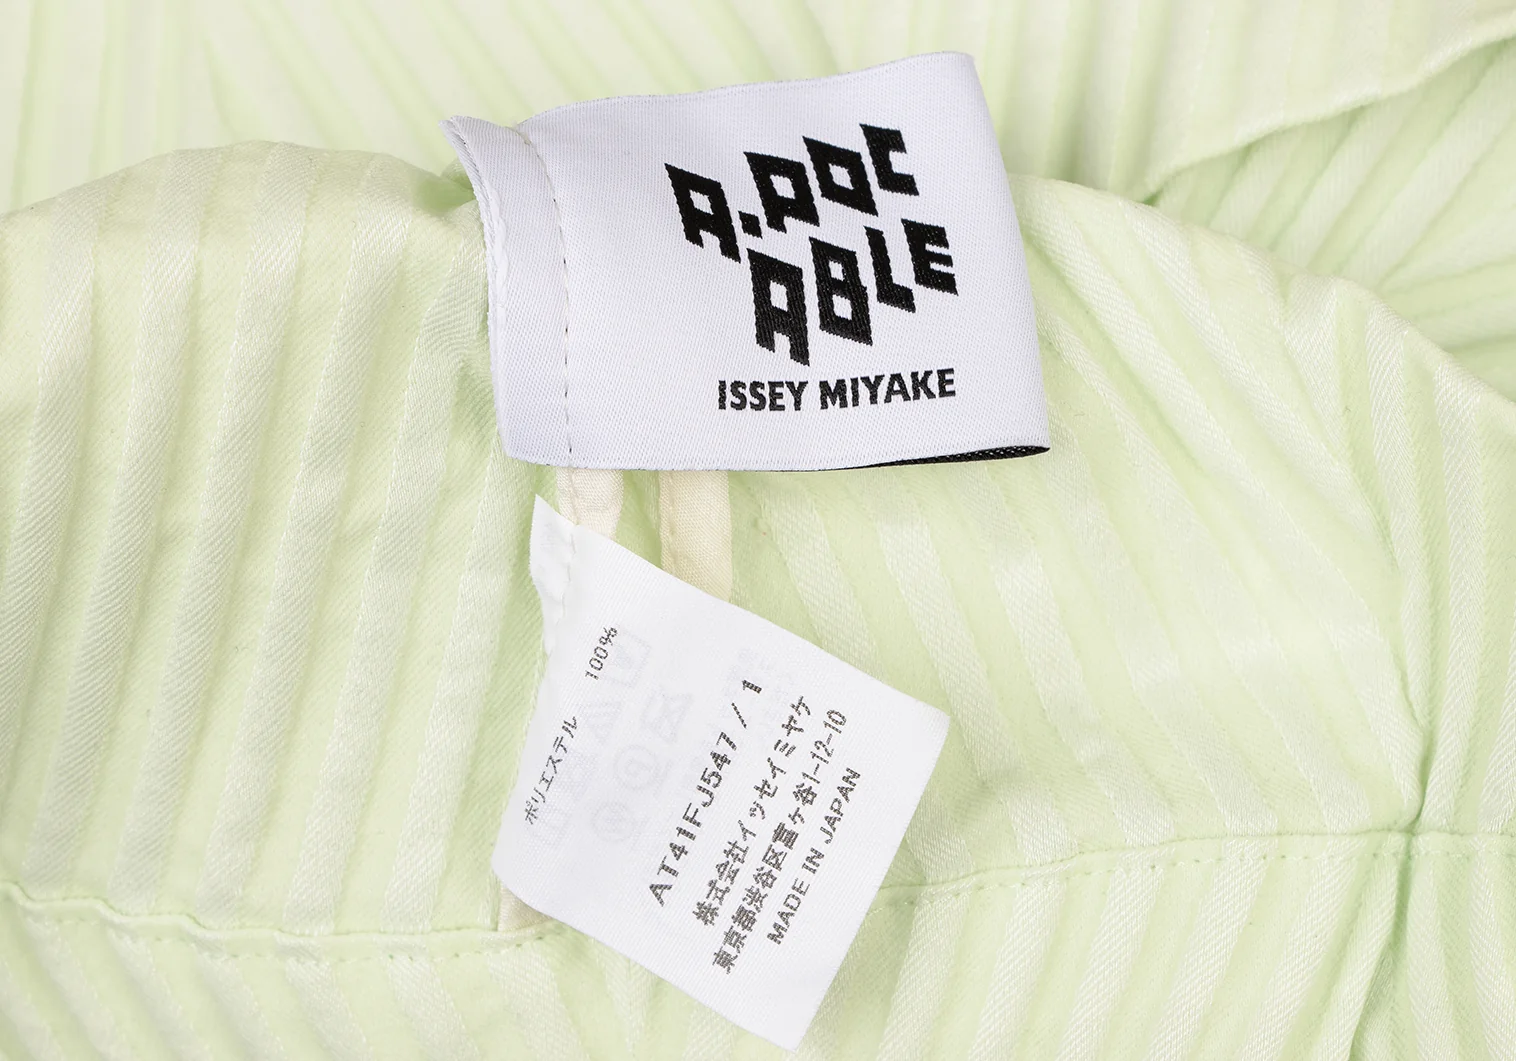 A.POC
ABLE
ISSEY MIYAKE
ポリエステル 100%
AT41FJ547 / 1
株式会社イッセイミヤケ
東京都渋谷区富ヶ谷1-12-10
MADE IN JAPAN